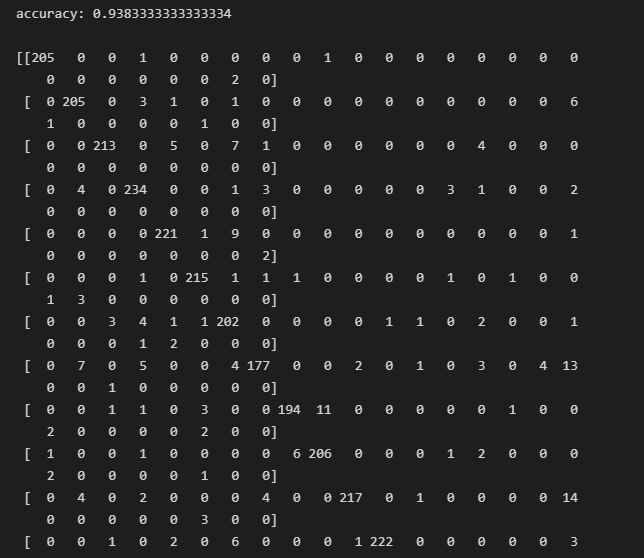 accuracy: 0.9383333333333334
[[205 0 0 1 0 0 0 0 0 1 0 0 0 0 0 0 0 0
0 0 0 0 0 0 2 0]
[ 0 205 0 3 1 0 1 0 0 0 0 0 0 0 0 0 0 6
1 0 0 0 0 1 0 0]
[ 0 0 213 0 5 0 7 1 0 0 0 0 0 0 4 0 0 0
0 0 0 0 0 0 0 0]
[ 0 4 0 234 0 0 1 3 0 0 0 0 0 3 1 0 0 2
0 0 0 0 0 0 0 0]
[ 0 0 0 0 221 1 9 0 0 0 0 0 0 0 0 0 0 1
0 0 0 0 0 0 0 2]
[ 0 0 0 1 0 215 1 1 1 0 0 0 0 1 0 1 0 0
1 3 0 0 0 0 0 0]
[ 0 0 3 4 1 1 202 0 0 0 0 1 1 0 2 0 0 1
0 0 0 1 2 0 0 0]
[ 0 7 0 5 0 0 4 177 0 0 2 0 1 0 3 0 4 13
0 0 1 0 0 0 0 0]
[ 0 0 1 1 0 3 0 0 194 11 0 0 0 0 0 1 0 0
2 0 0 0 0 2 0 0]
[ 1 0 0 1 0 0 0 0 6 206 0 0 0 1 2 0 0 0
2 0 0 0 0 1 0 0]
[ 0 4 0 2 0 0 0 4 0 0 217 0 1 0 0 0 0 14
0 0 0 0 0 3 0 0]
[ 0 0 1 0 2 0 6 0 0 0 1 222 0 0 0 0 0 3